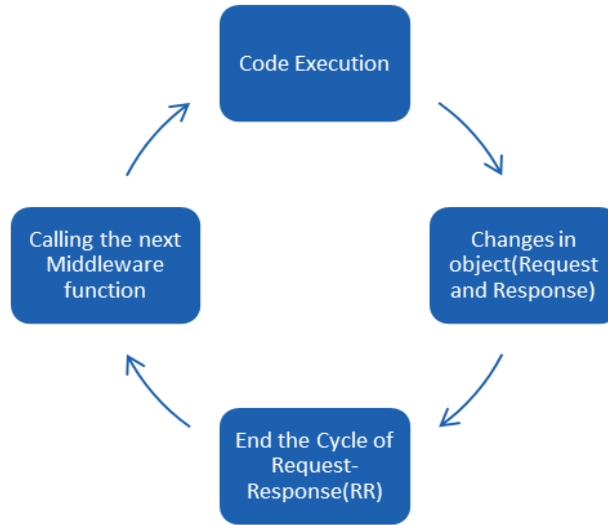 Code Execution
Changes in
object(Request
and Response)
End the Cycle of
Request-
Response(RR)
Calling the next
Middleware
function